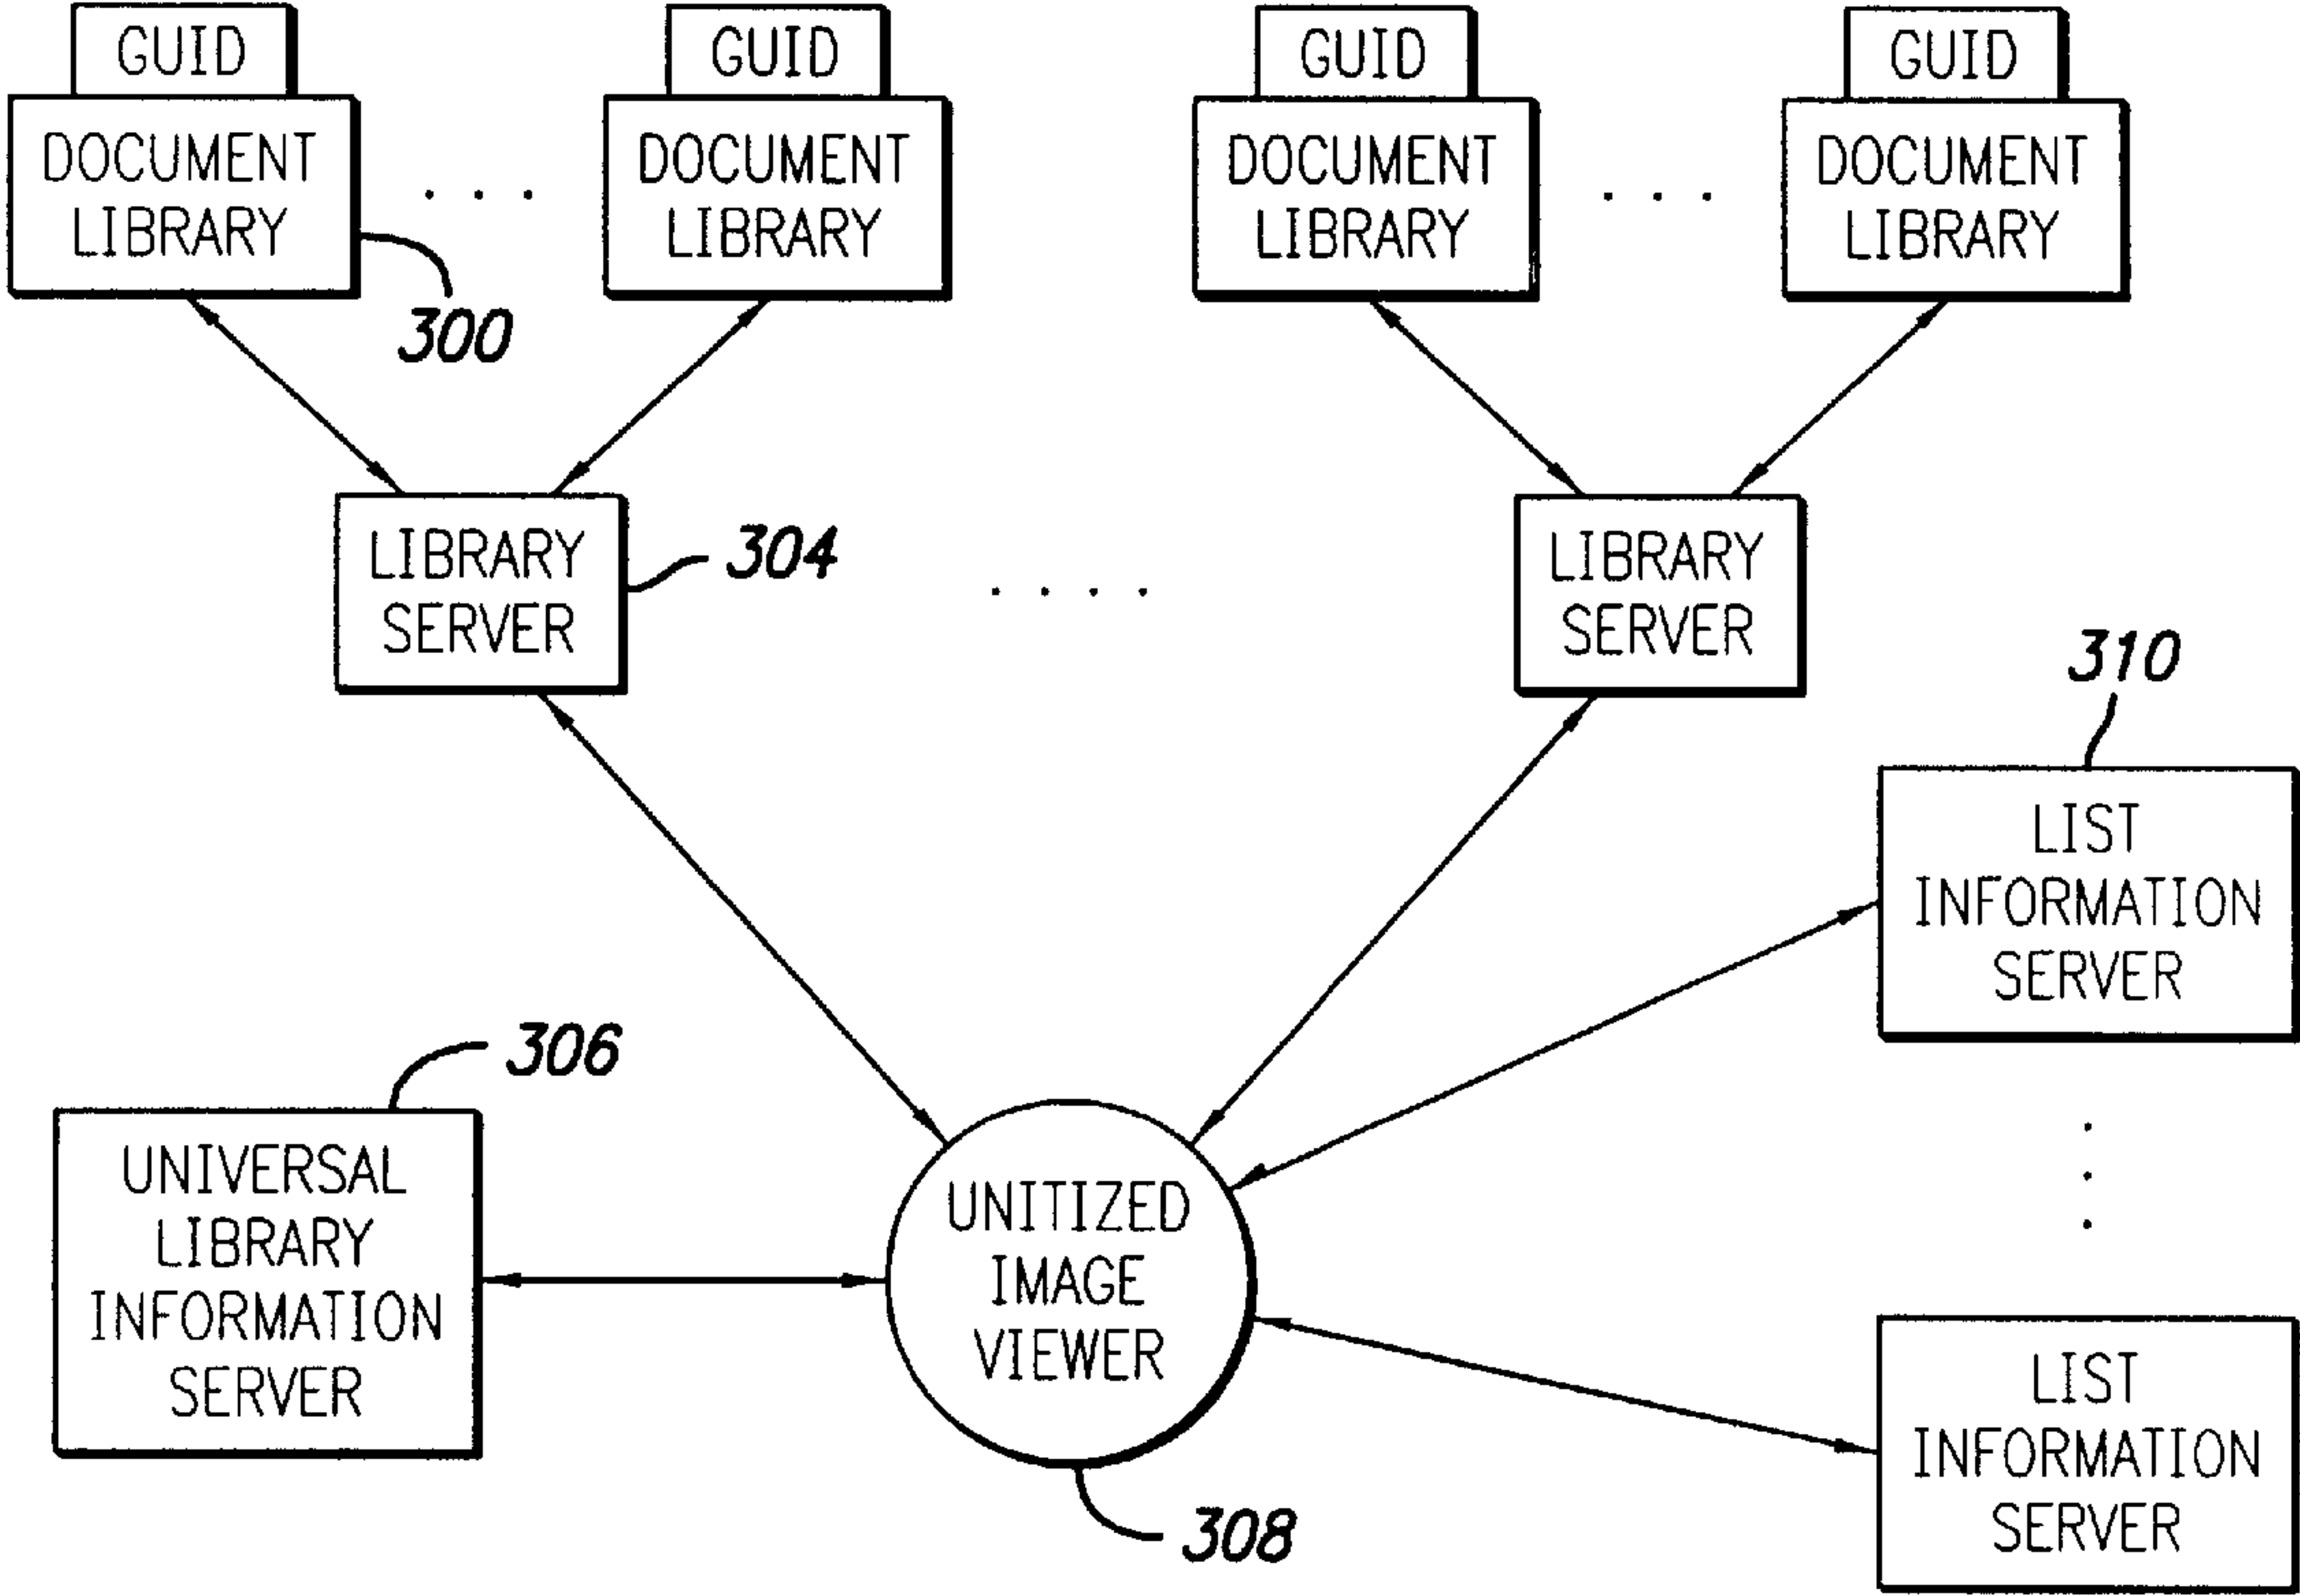 GUID
DOCUMENT
LIBRARY
300
GUID
DOCUMENT
LIBRARY
GUID
DOCUMENT
LIBRARY
GUID
DOCUMENT
LIBRARY
LIBRARY
SERVER
304
LIBRARY
SERVER
310
LIST
INFORMATION
SERVER
306
UNIVERSAL
LIBRARY
INFORMATION
SERVER
UNITIZED
IMAGE
VIEWER
308
LIST
INFORMATION
SERVER